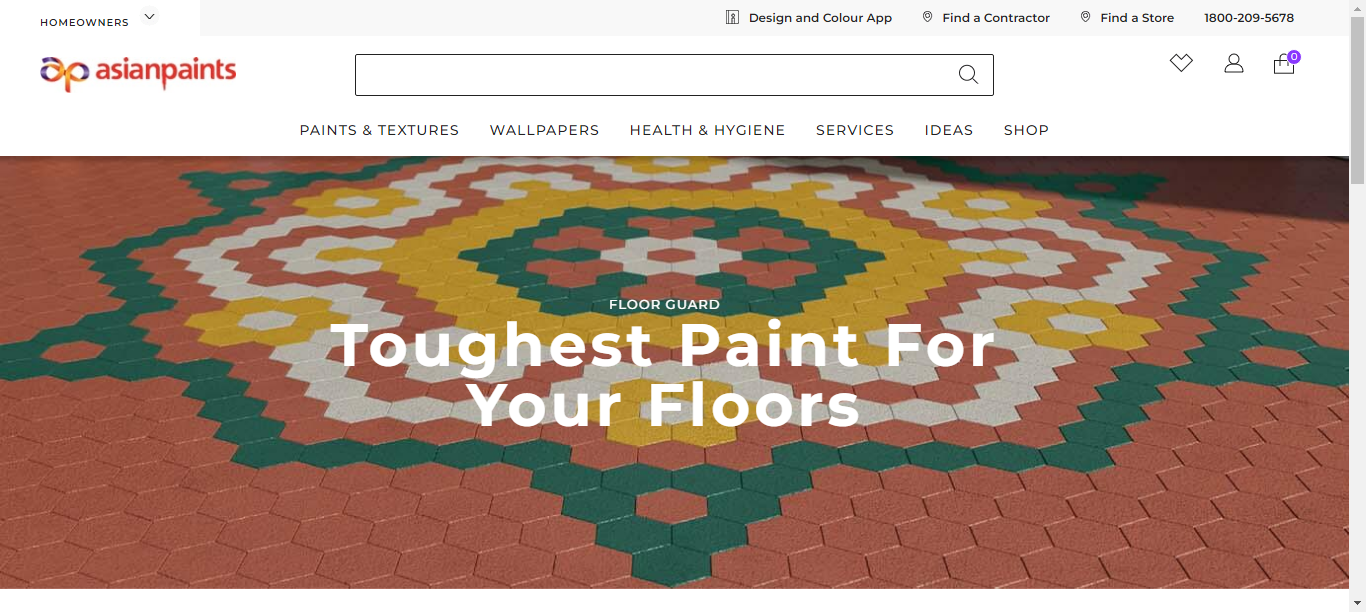 HOMEOWNERS
Design and Colour App
Find a Contractor
Find a Store
1800-209-5678
ap asianpaints
0
PAINTS & TEXTURES
WALLPAPERS
HEALTH & HYGIENE
SERVICES
IDEAS
SHOP
FLOOR GUARD
Toughest Paint For
Your Floors